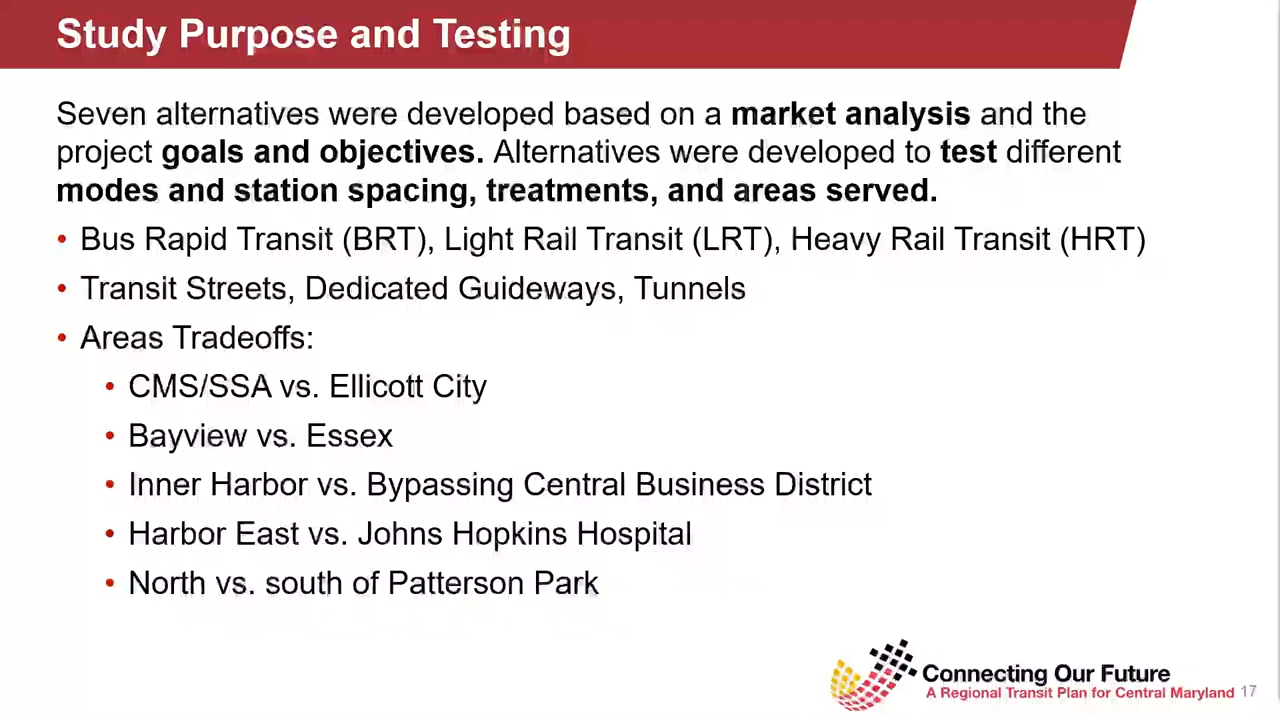 Study Purpose and Testing
Seven alternatives were developed based on a market analysis and the
project goals and objectives. Alternatives were developed to test different
modes and station spacing, treatments, and areas served.
• Bus Rapid Transit (BRT), Light Rail Transit (LRT), Heavy Rail Transit (HRT)
• Transit Streets, Dedicated Guideways, Tunnels
• Areas Tradeoffs:
• CMS/SSA vs. Ellicott City
• Bayview vs. Essex
• Inner Harbor vs. Bypassing Central Business District
• Harbor East vs. Johns Hopkins Hospital
• North vs. south of Patterson Park
Connecting Our Future
A Regional Transit Plan for Central Maryland 17